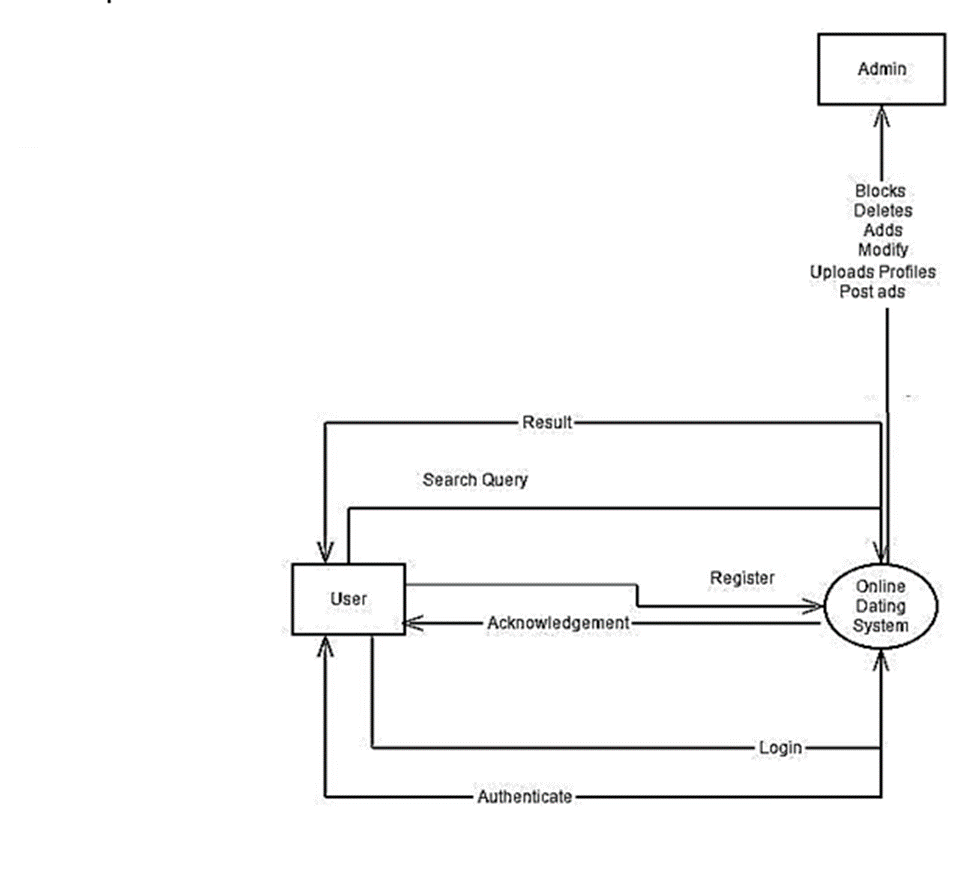 Admin
Blocks
Deletes
Adds
Modify
Uploads Profiles
Post ads
Result
Search Query
Register
User
Online
Dating
System
Acknowledgement
Login
Authenticate